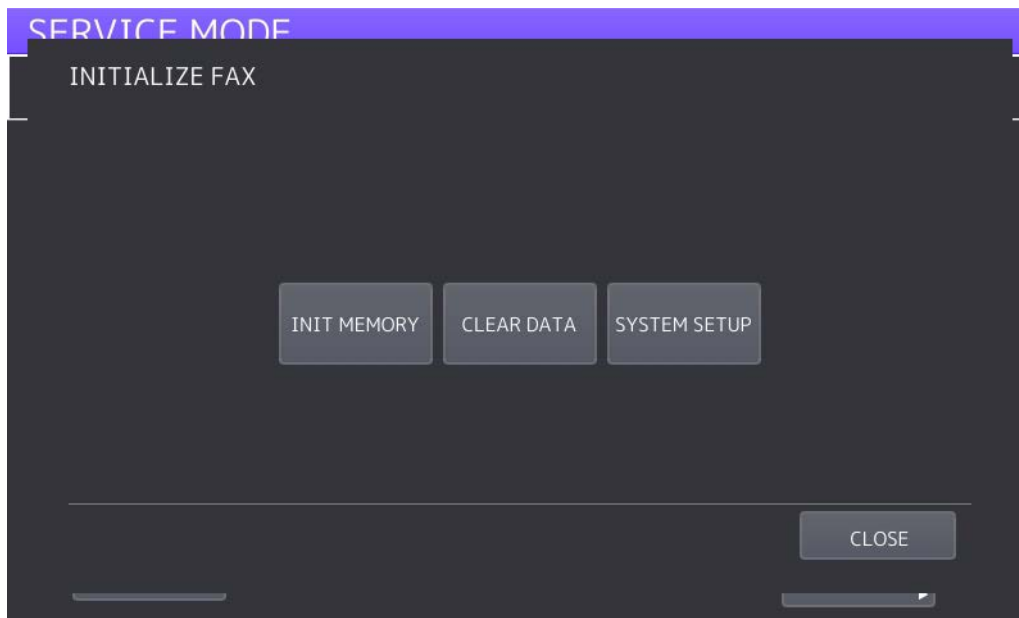 SERVICE MODE
INITIALIZE FAX
INIT MEMORY CLEAR DATA SYSTEM SETUP
CLOSE